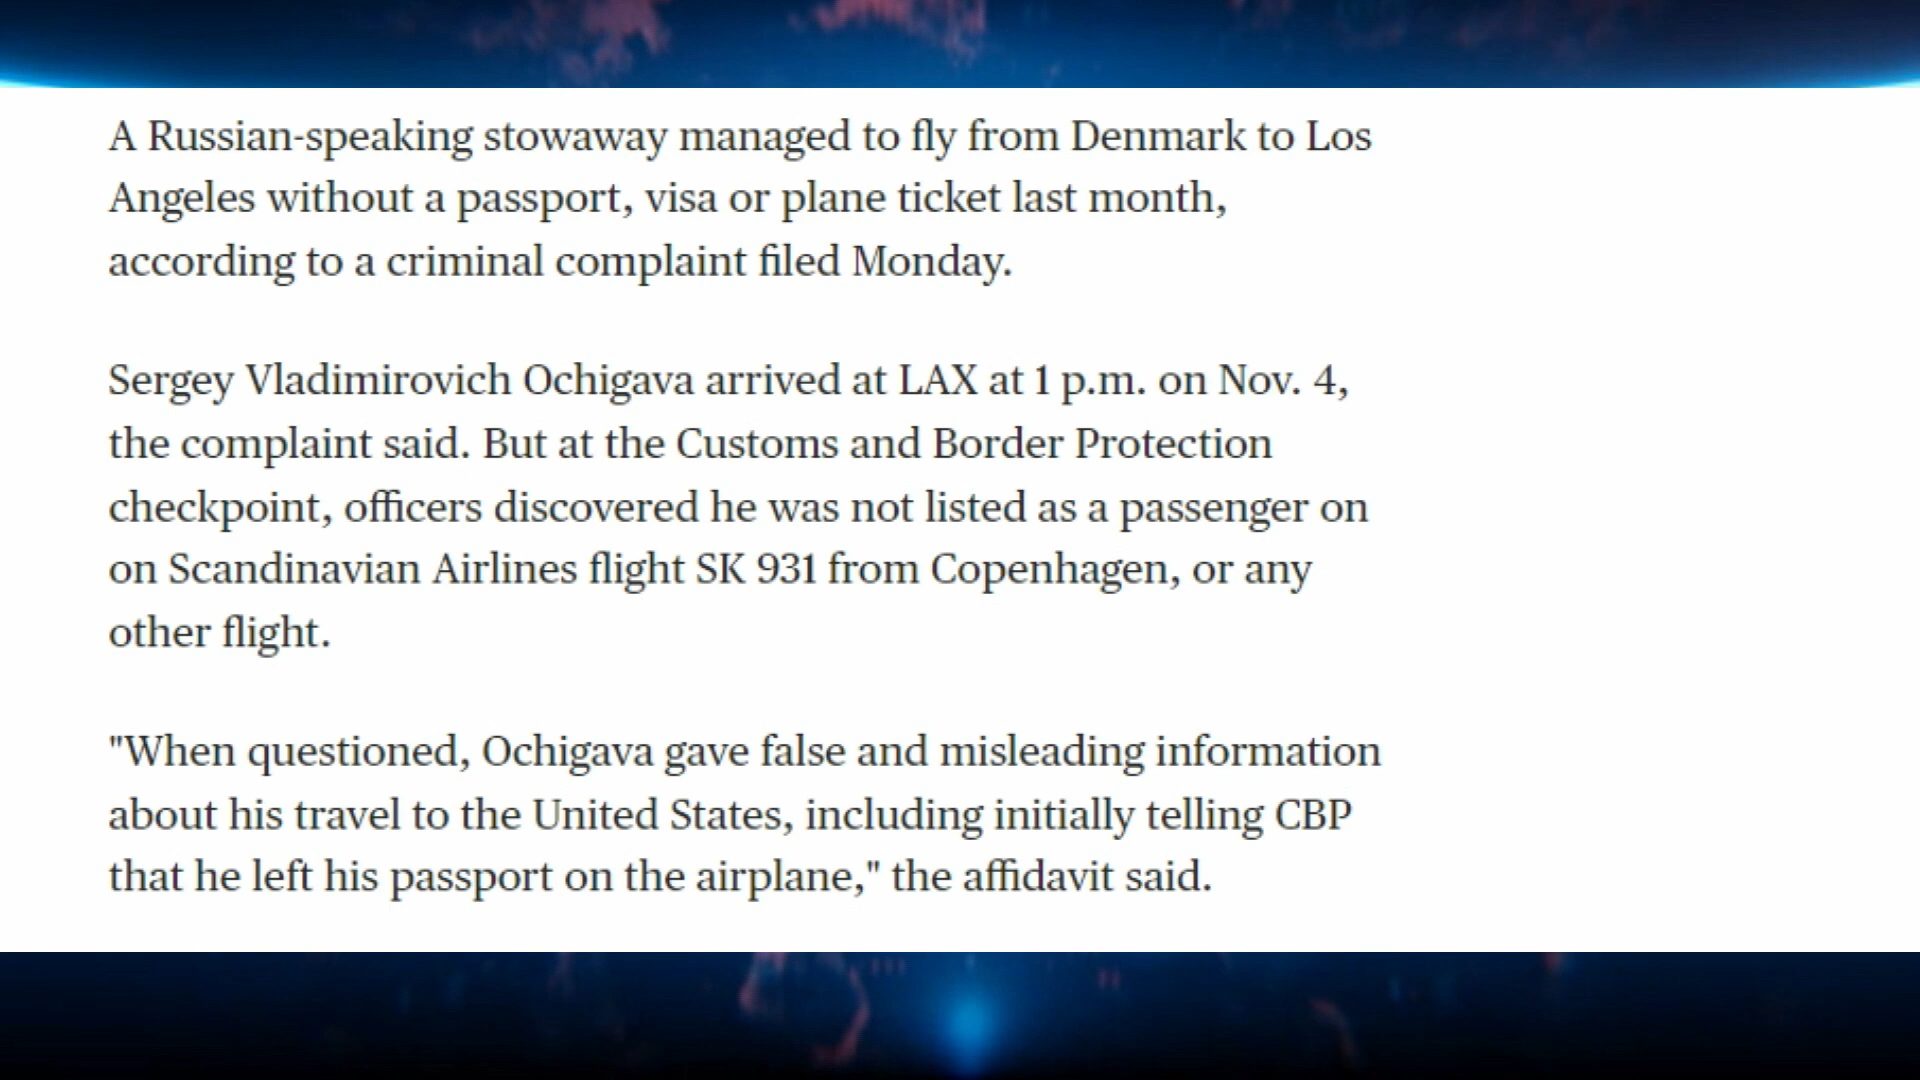 A Russian-speaking stowaway managed to fly from Denmark to Los
Angeles without a passport, visa or plane ticket last month,
according to a criminal complaint filed Monday.
Sergey Vladimirovich Ochigava arrived at LAX at 1 p.m. on Nov. 4,
the complaint said. But at the Customs and Border Protection
checkpoint, officers discovered he was not listed as a passenger on
on Scandinavian Airlines flight SK 931 from Copenhagen, or any
other flight.
"When questioned, Ochigava gave false and misleading information
about his travel to the United States, including initially telling CBP
that he left his passport on the airplane," the affidavit said.